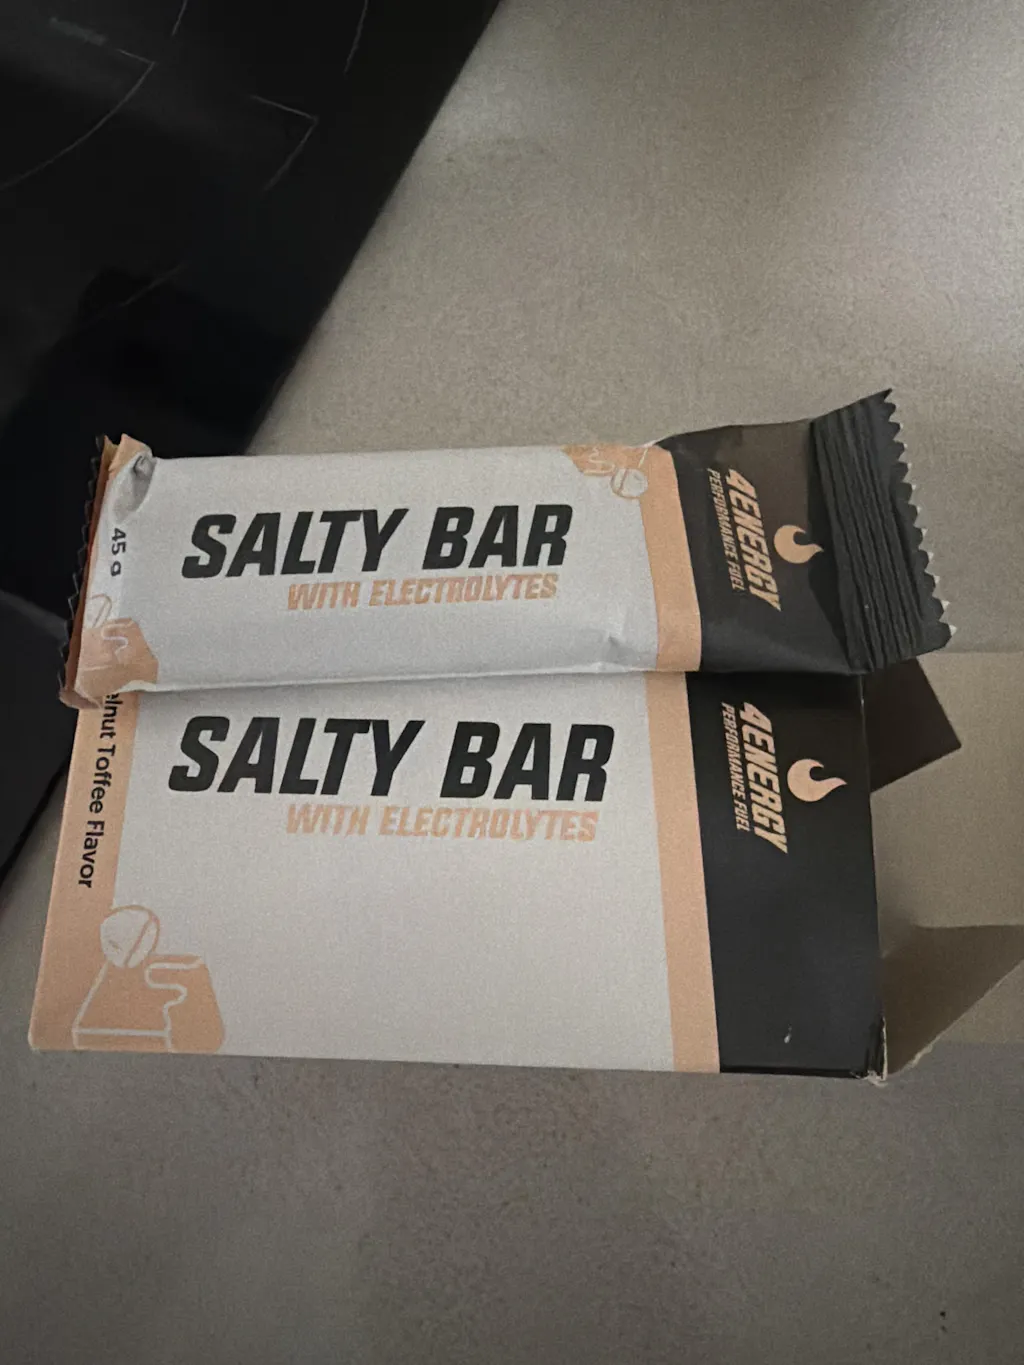 SALTY BAR
WITH ELECTROLYTES
45 g
4ENERGY
PERFORMANCE FUEL
SALTY BAR
WITH ELECTROLYTES
Toffee Flavor
4ENERGY
PERFORMANCE FUEL